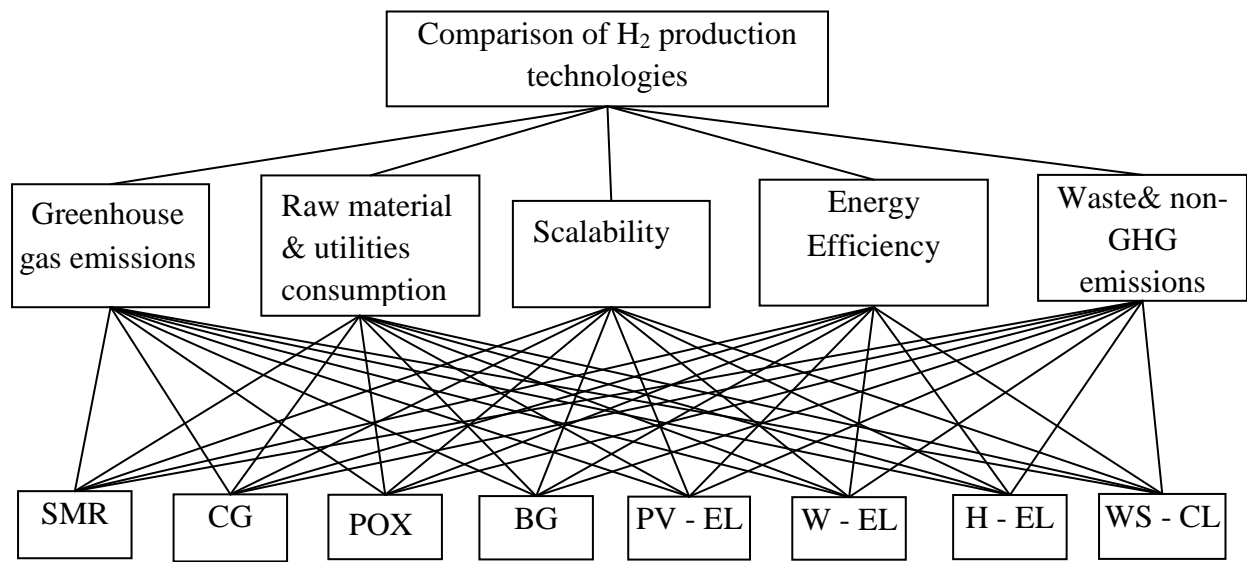 Comparison of H₂ production
technologies
Greenhouse
gas emissions
Raw material
& utilities
consumption
Scalability
Energy
Efficiency
Waste& non-
GHG
emissions
SMR
CG
POX
BG
PV - EL
W - EL
H - EL
WS - CL